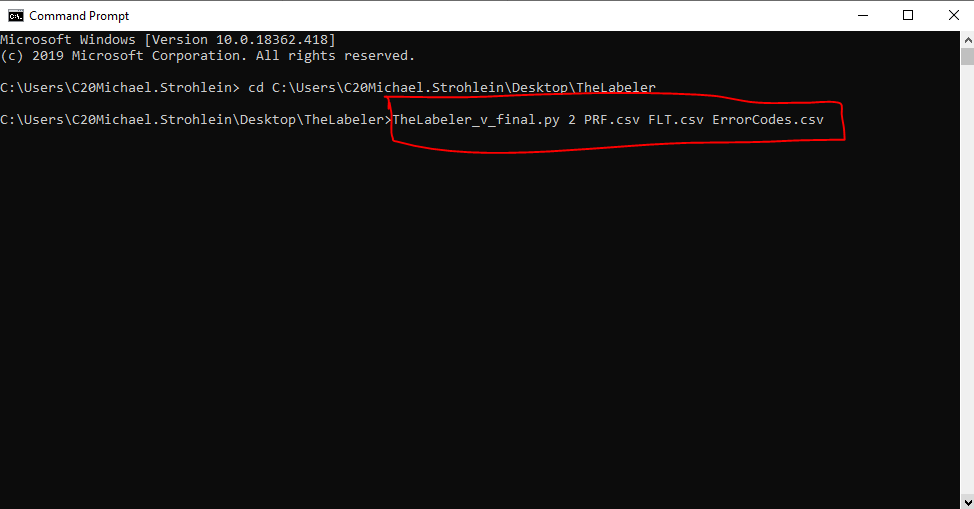 Command Prompt
Microsoft Windows [Version 10.0.18362.418]
(c) 2019 Microsoft Corporation. All rights reserved.
C:\Users\C20Michael.Strohlein> cd C:\Users\C20Michael.Strohlein\Desktop\TheLabeler
C:\Users\C20Michael.Strohlein\Desktop\TheLabeler>TheLabeler_v_final.py 2 PRF.csv FLT.csv ErrorCodes.csv